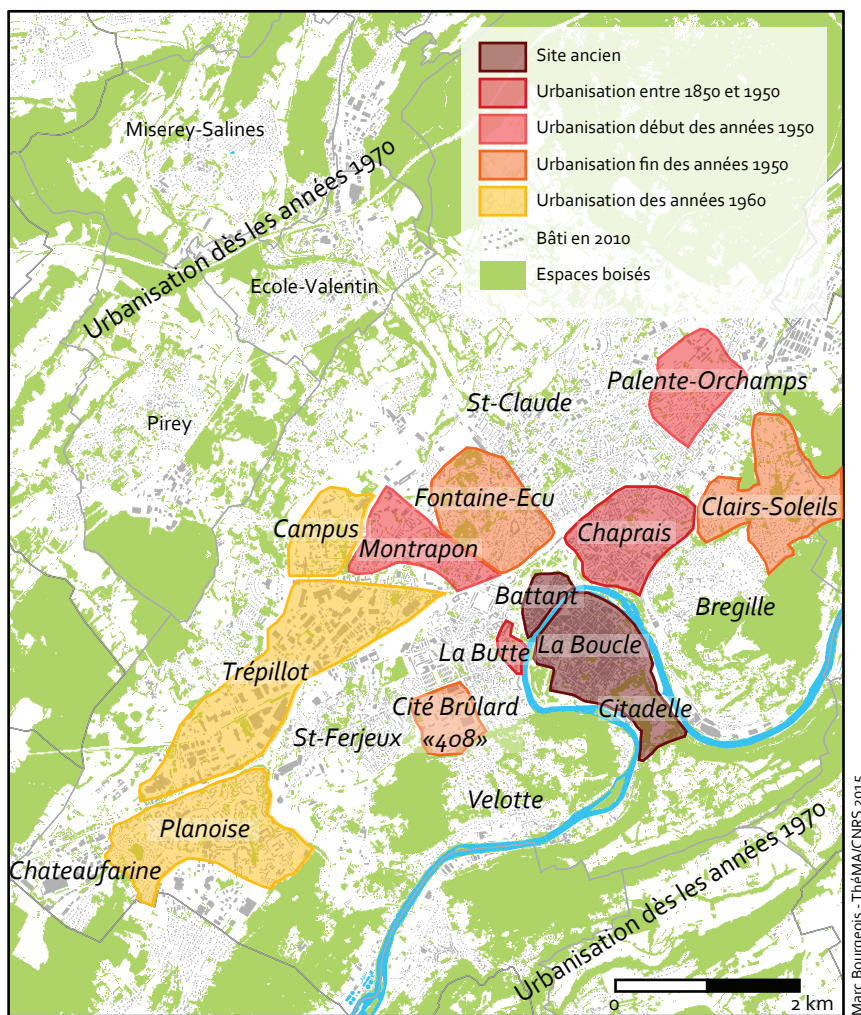 Site ancien
Urbanisation entre 1850 et 1950
Urbanisation début des années 1950
Urbanisation fin des années 1950
Urbanisation des années 1960
Bâti en 2010
Espaces boisés
Miserey-Salines
Urbanisation dès les années 1970
Ecole-Valentin
Pirey
St-Claude
Palente-Orchamps
Fontaine-Ecu
Clairs-Soleils
Campus
Chaprais
Montrapon
Battant
Bregille
La Butte
La Boucle
Trépillot
Cité Brûlard
«408»
Citadelle
St-Ferjeux
Velotte
Planoise
Chateaufarine
Urbanisation dès les années 1970
0
2 km
Marc Bourgeois - ThéMA/CNRS 2015